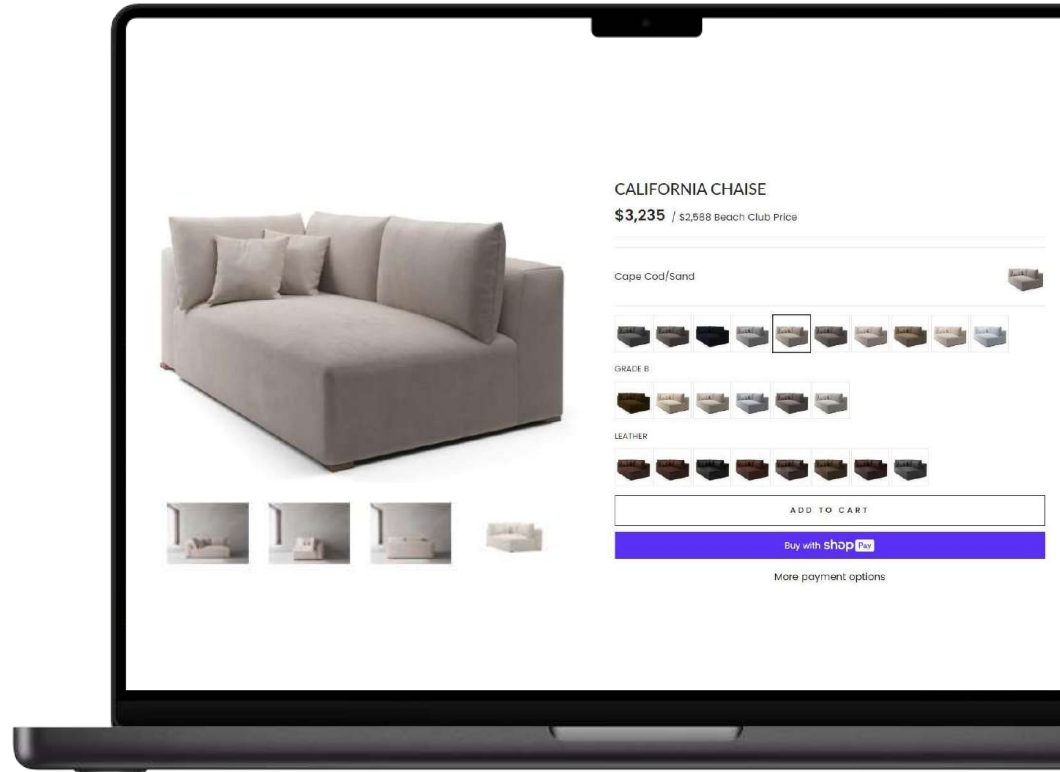 CALIFORNIA CHAISE
$3,235 / $2,588 Beach Club Price
Cape Cod/Sand
GRADE B
LEATHER
ADD TO CART
Buy with shop Pay
More payment options